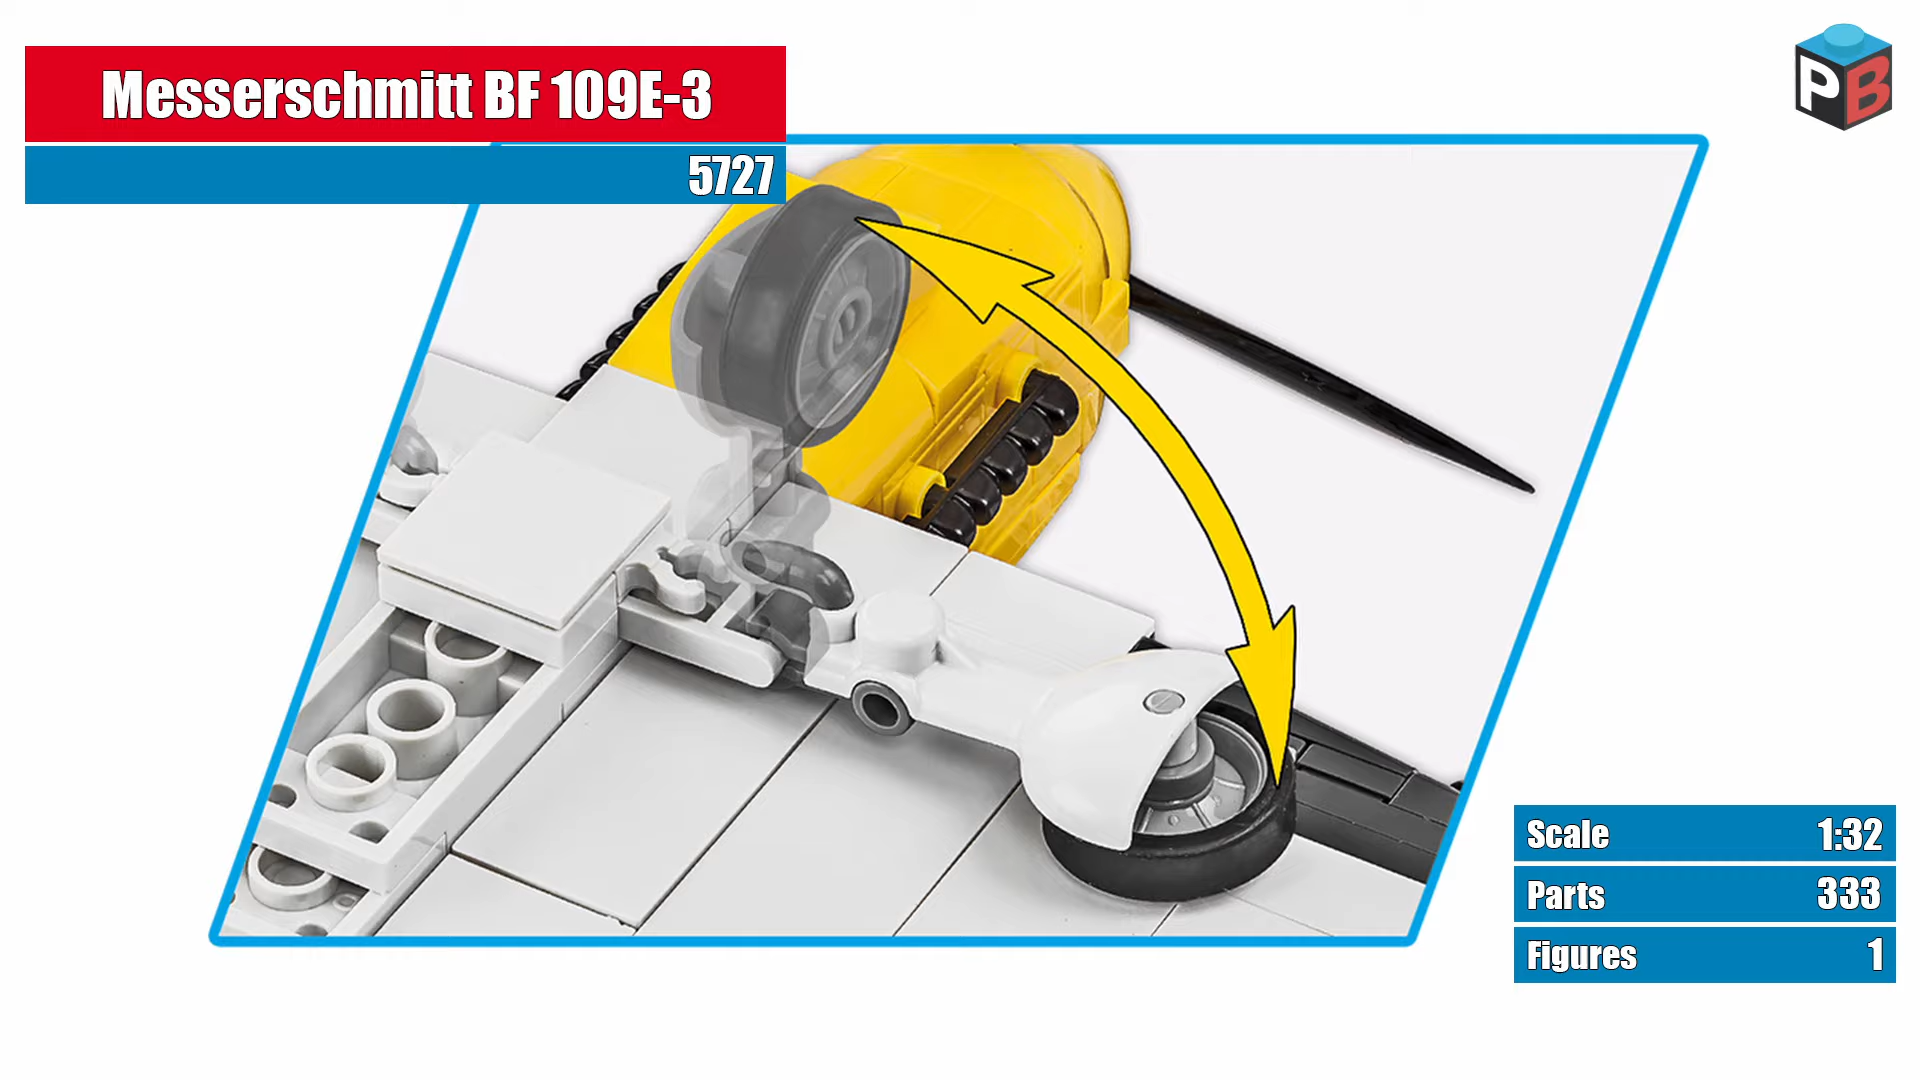 Messerschmitt BF 109E-3
5727
PB
Scale 1:32
Parts 333
Figures 1